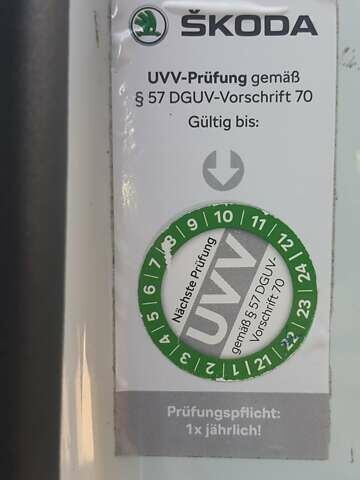 ŠKODA
UVV-Prüfung gemäß
§ 57 DGUV-Vorschrift 70
Gültig bis:
1 2 3 4 5 6 7 8 9 10 11 12
24 23 22 21
Nächste Prüfung
UVV
gemäß § 57 DGUV-
Vorschrift 70
Prüfungspflicht:
1x jährlich!